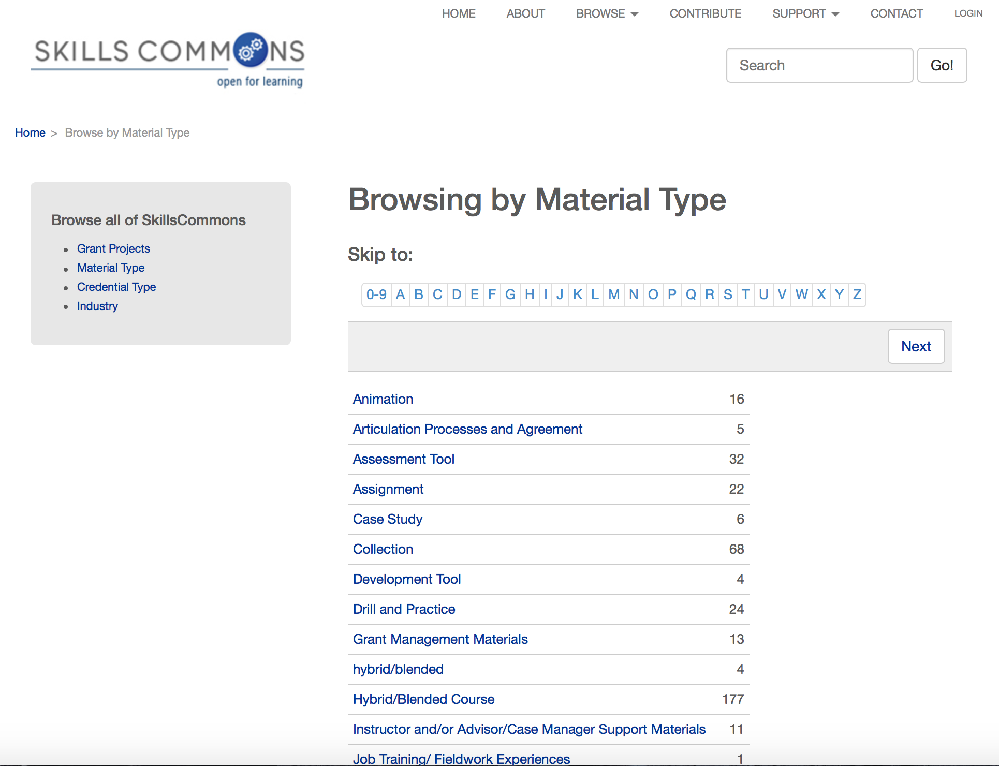 HOME ABOUT BROWSE CONTRIBUTE SUPPORT CONTACT LOGIN
SKILLS COMMONS
open for learning
Search Go!
Home > Browse by Material Type
Browse all of SkillsCommons
Grant Projects
Material Type
Credential Type
Industry
Browsing by Material Type
Skip to:
0-9 A B C D E F G H I J K L M N O P Q R S T U V W X Y Z
Next
Animation 16
Articulation Processes and Agreement 5
Assessment Tool 32
Assignment 22
Case Study 6
Collection 68
Development Tool 4
Drill and Practice 24
Grant Management Materials 13
hybrid/blended 4
Hybrid/Blended Course 177
Instructor and/or Advisor/Case Manager Support Materials 11
Job Training/ Fieldwork Experiences 1